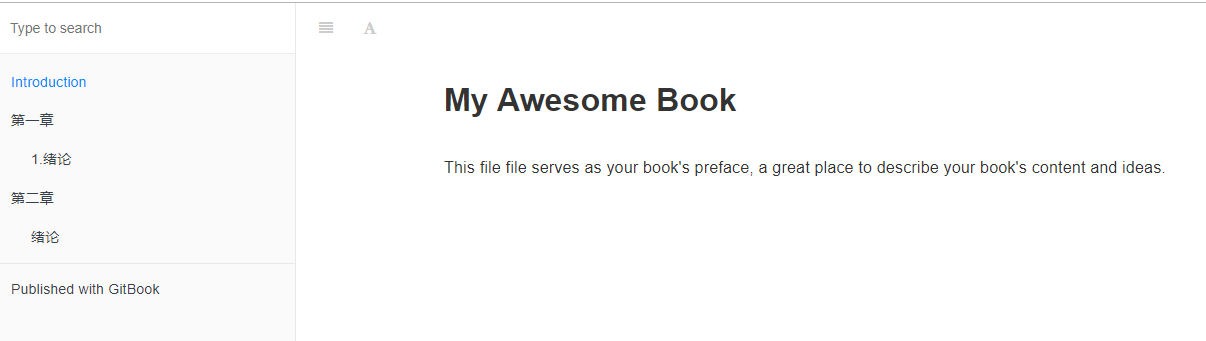 Type to search
A
Introduction
第一章
1.绪论
第二章
绪论
Published with GitBook
My Awesome Book
This file file serves as your book's preface, a great place to describe your book's content and ideas.